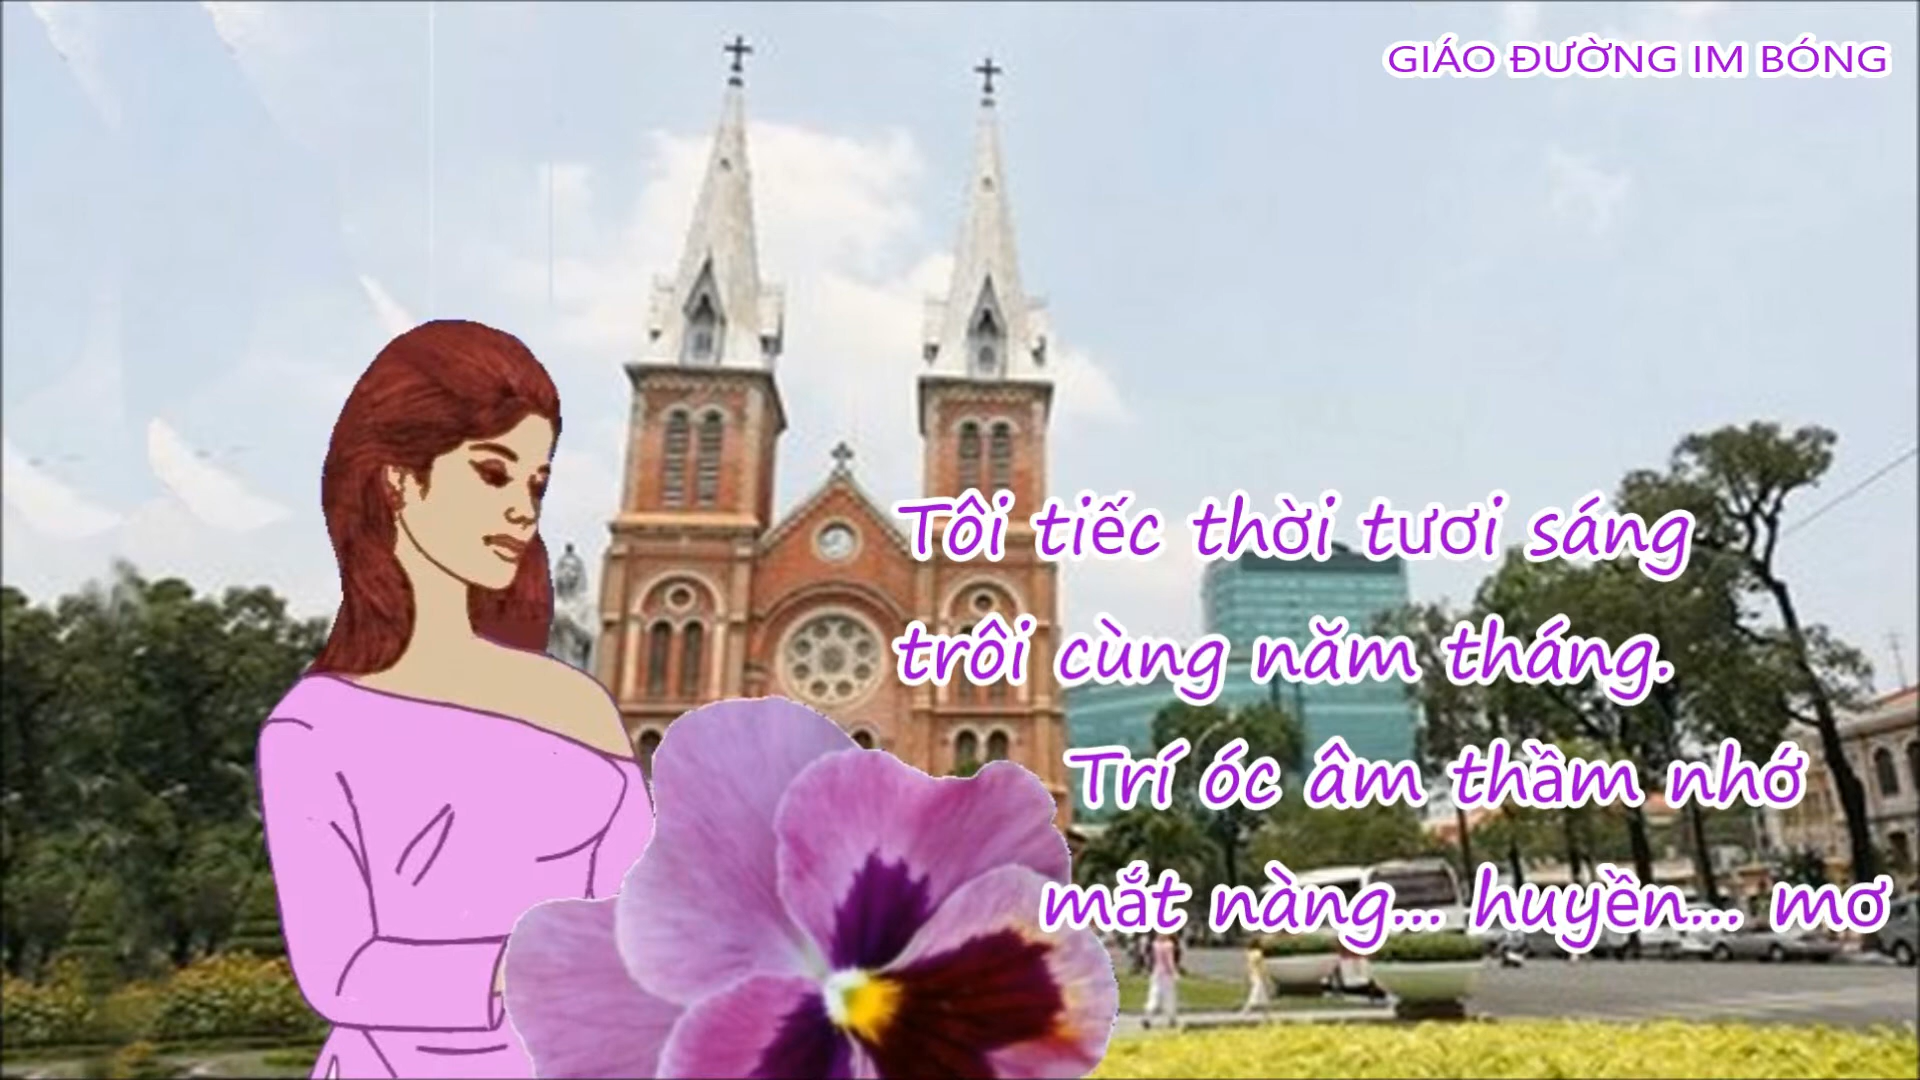 GIÁO ĐƯỜNG IM BÓNG
Tôi tiếc thời tươi sáng
trôi cùng năm tháng.
Trí óc âm thầm nhớ
mắt nàng... huyền... mơ